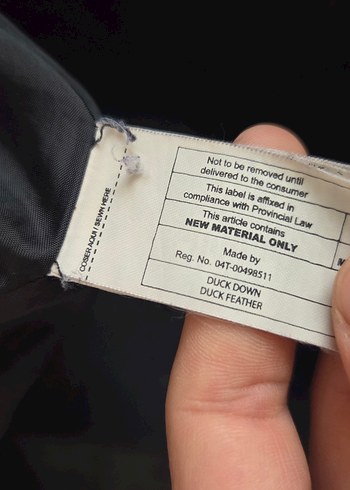 Not to be removed until
delivered to the consumer
This label is affixed in
compliance with Provincial Law
This article contains
NEW MATERIAL ONLY
Made by
Reg. No. 04T-00498511
DUCK DOWN
DUCK FEATHER
COSER AQUI / SEWN HERE